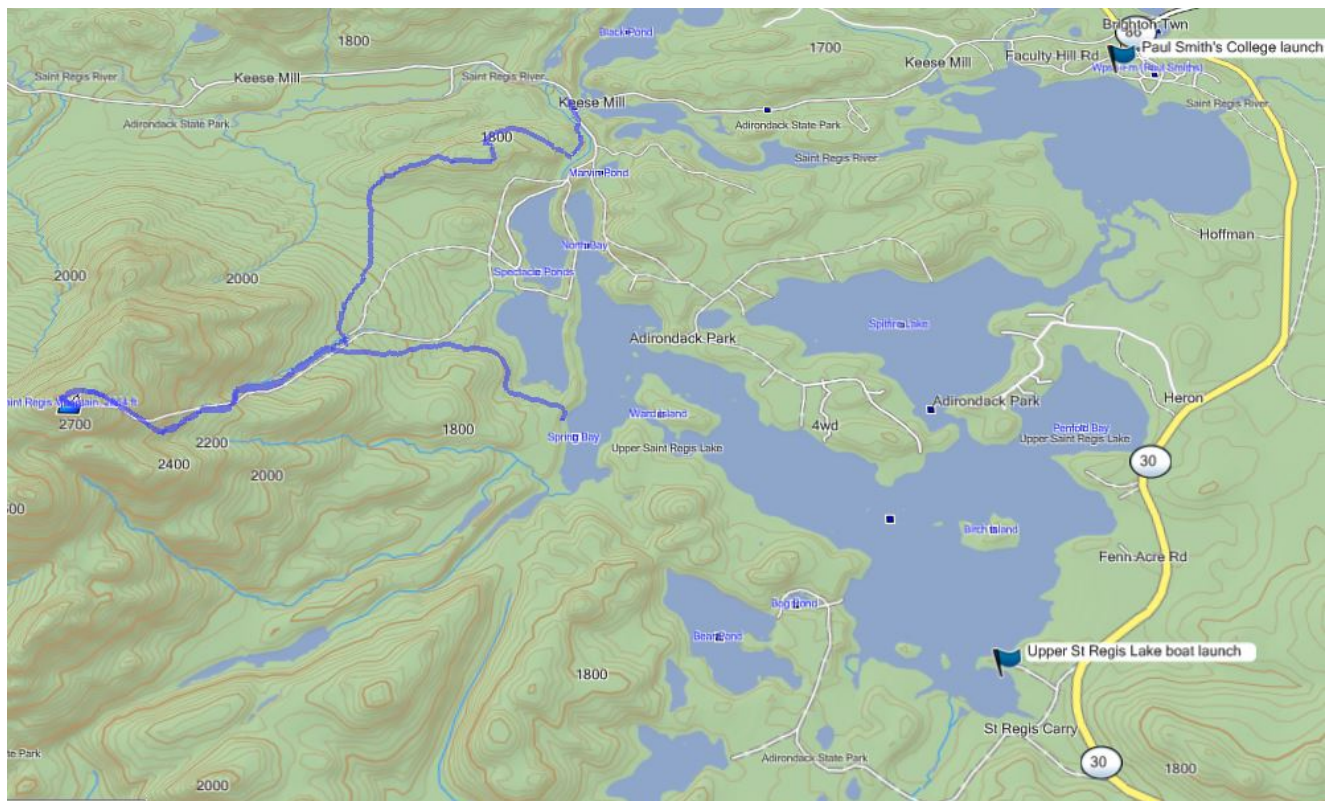 Brighton Twn
86
Black Pond
1800
1700
Paul Smith's College launch
Faculty Hill Rd
Keese Mill
Saint Regis River
Saint Regis River
Keese Mill
Keese Mill
Saint Regis River
Adirondack State Park
Adirondack State Park
1800
Saint Regis River
Marvin Pond
Hoffman
North Bay
2000
2000
Spectacle Ponds
Spitfire Lake
Adirondack Park
Heron
Adirondack Park
2700
Ward Island
4wd
Penfold Bay
Upper Saint Regis Lake
1800
Spring Bay
Upper Saint Regis Lake
2200
30
2400
2000
Birch Island
Fenn Acre Rd
Bog Pond
Bear Pond
Upper St Regis Lake boat launch
1800
St Regis Carry
te Park
Adirondack State Park
30
1800
2000